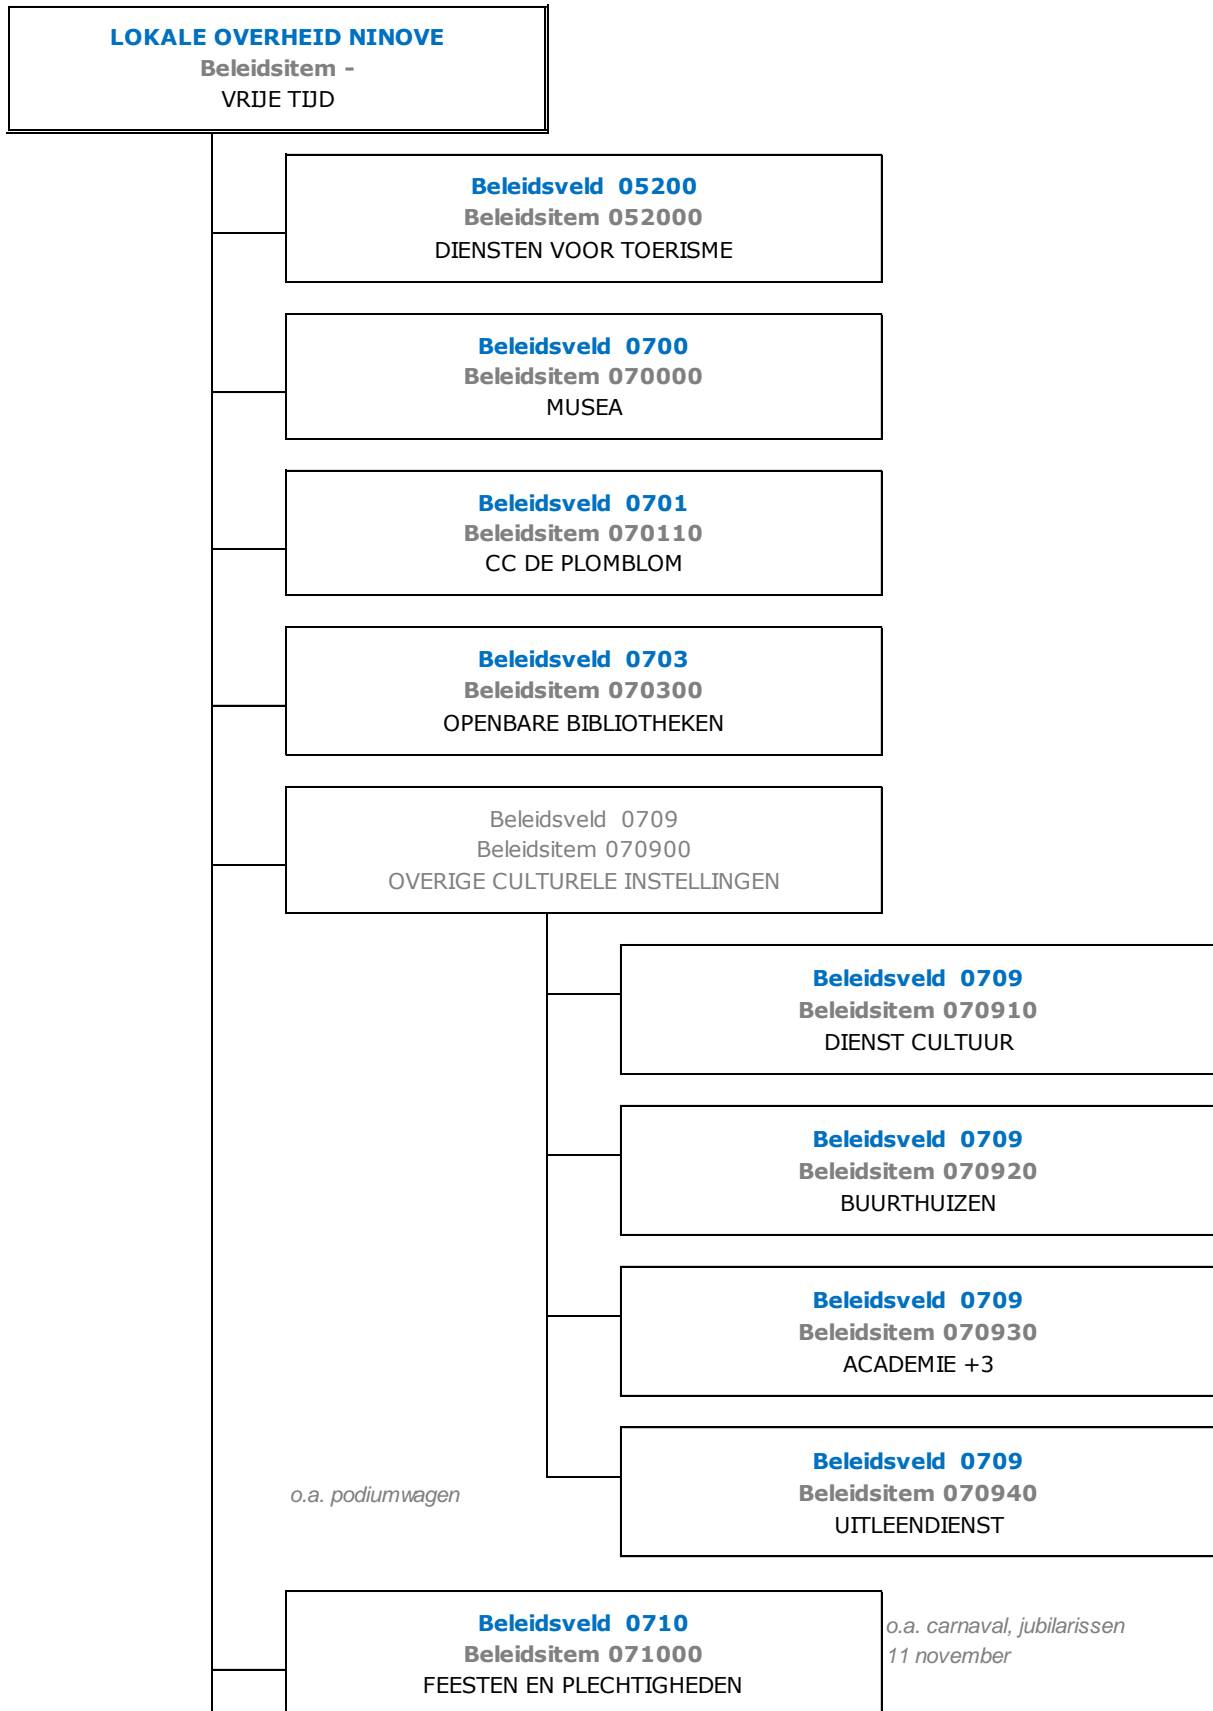 LOKALE OVERHEID NINOVE
Beleidsitem -
VRIJE TIJD
Beleidsveld 05200
Beleidsitem 052000
DIENSTEN VOOR TOERISME
Beleidsveld 0700
Beleidsitem 070000
MUSEA
Beleidsveld 0701
Beleidsitem 070110
CC DE PLOMBLOM
Beleidsveld 0703
Beleidsitem 070300
OPENBARE BIBLIOTHEKEN
Beleidsveld 0709
Beleidsitem 070900
OVERIGE CULTURELE INSTELLINGEN
Beleidsveld 0709
Beleidsitem 070910
DIENST CULTUUR
Beleidsveld 0709
Beleidsitem 070920
BUURTHUIZEN
Beleidsveld 0709
Beleidsitem 070930
ACADEMIE +3
Beleidsveld 0709
o.a. podiumwagen
Beleidsitem 070940
UITLEENDIENST
Beleidsveld 0710
Beleidsitem 071000
FEESTEN EN PLECHTIGHEDEN
o.a. carnaval, jubilarissen
11 november